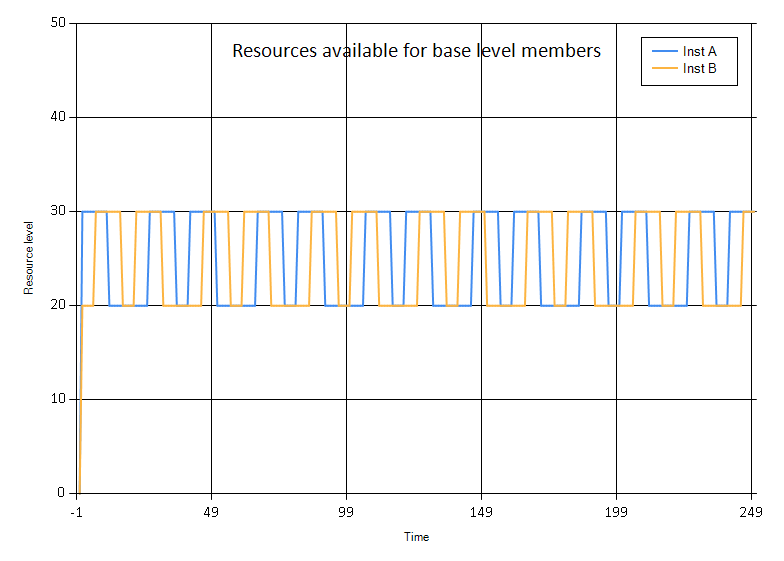 50
Resources available for base level members
Inst A
Inst B
40
30
Resource level
20
10
0
-1 49 99 149 199 249
Time